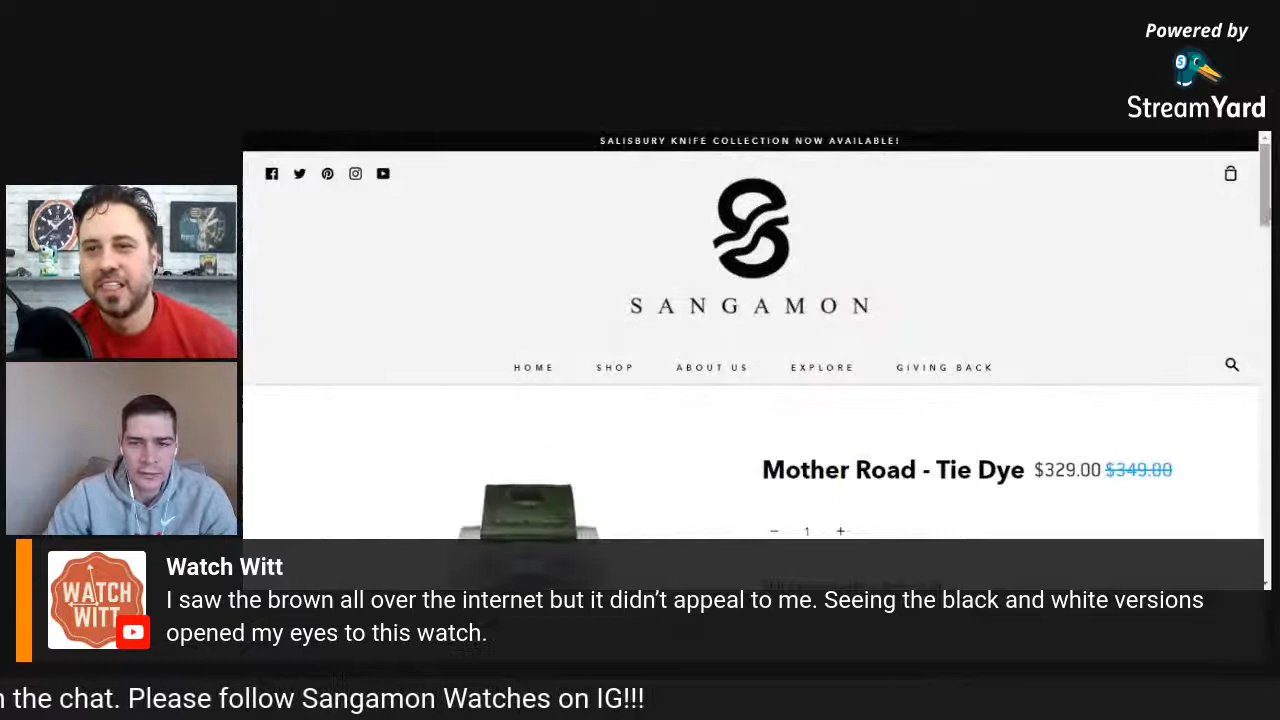 Powered by
StreamYard
SALISBURY KNIFE COLLECTION NOW AVAILABLE!
SANGAMON
HOME SHOP ABOUT US EXPLORE GIVING BACK
Mother Road - Tie Dye $329.00 $349.00
− 1 +
Watch Witt
WATCH
WITT
I saw the brown all over the internet but it didn’t appeal to me. Seeing the black and white versions
opened my eyes to this watch.
n the chat. Please follow Sangamon Watches on IG!!!